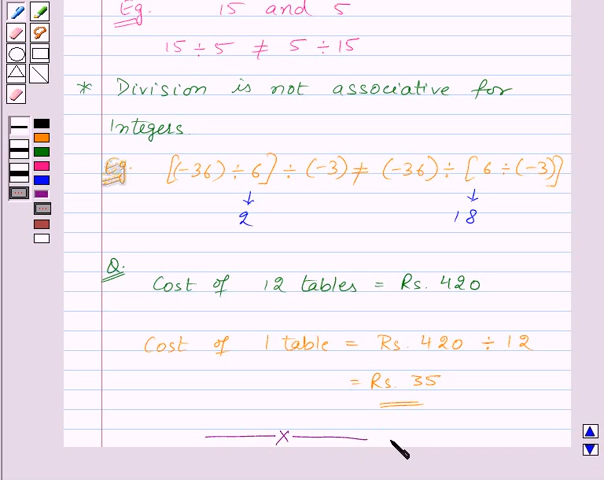 Eg. 15 and 5
15 ÷ 5 ≠ 5 ÷ 15
* Division is not associative for
Integers.
Eg. [(-36) ÷ 6] ÷ (-3) ≠ (-36) ÷ [6 ÷ (-3)]
↓ ↓
2 18
Q. Cost of 12 tables = Rs. 420
Cost of 1 table = Rs. 420 ÷ 12
= Rs. 35
x